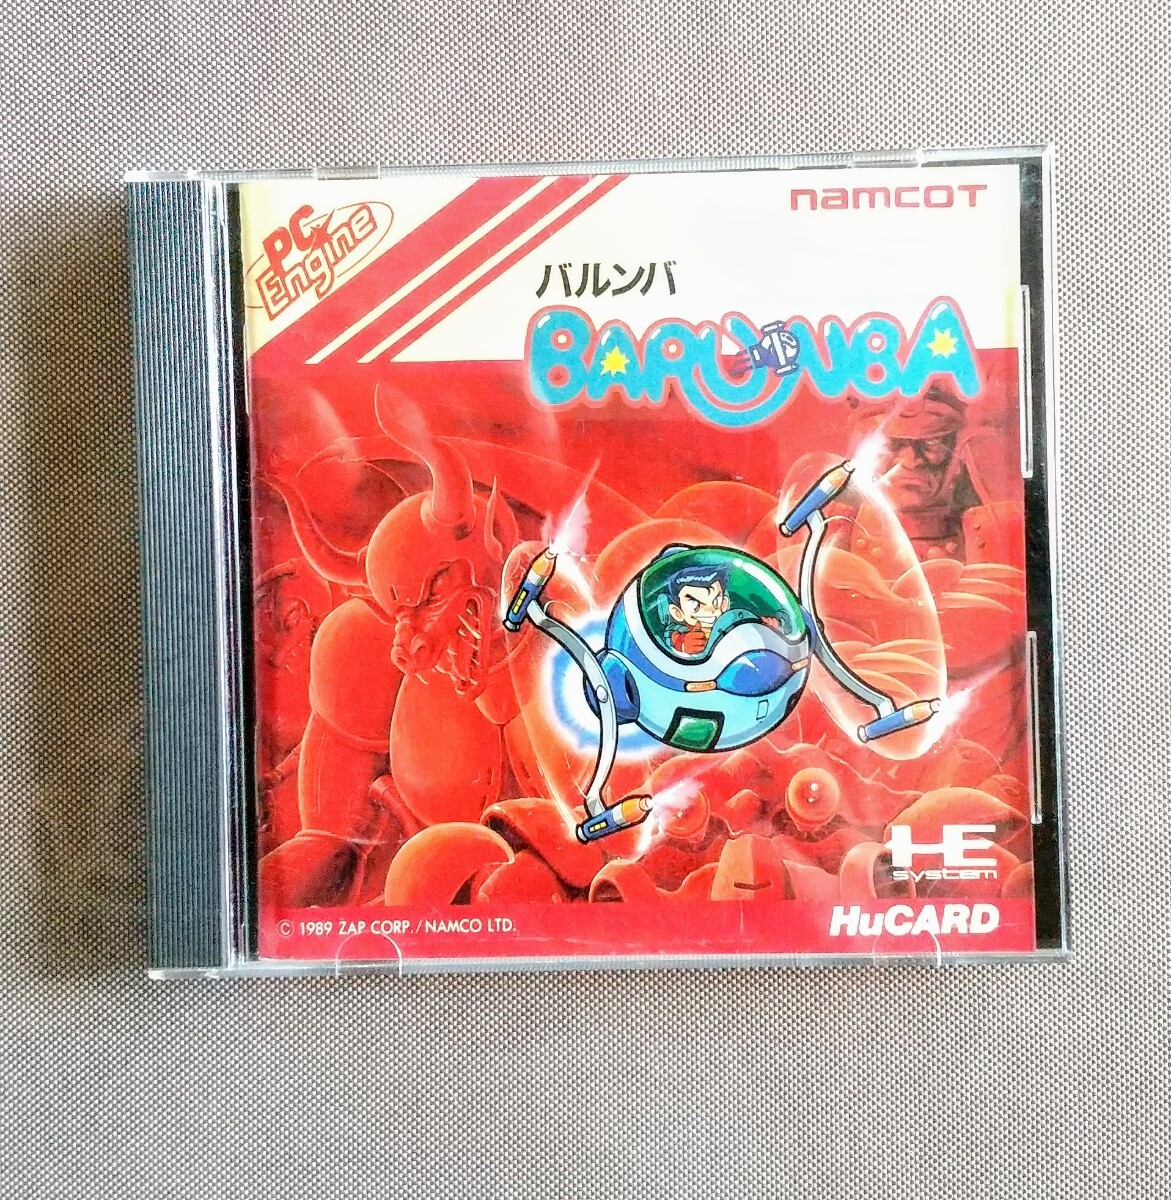 PC Engine
namcot
バルンバ
BARUNBA
HE
system
HuCARD
© 1989 ZAP CORP./NAMCO LTD.